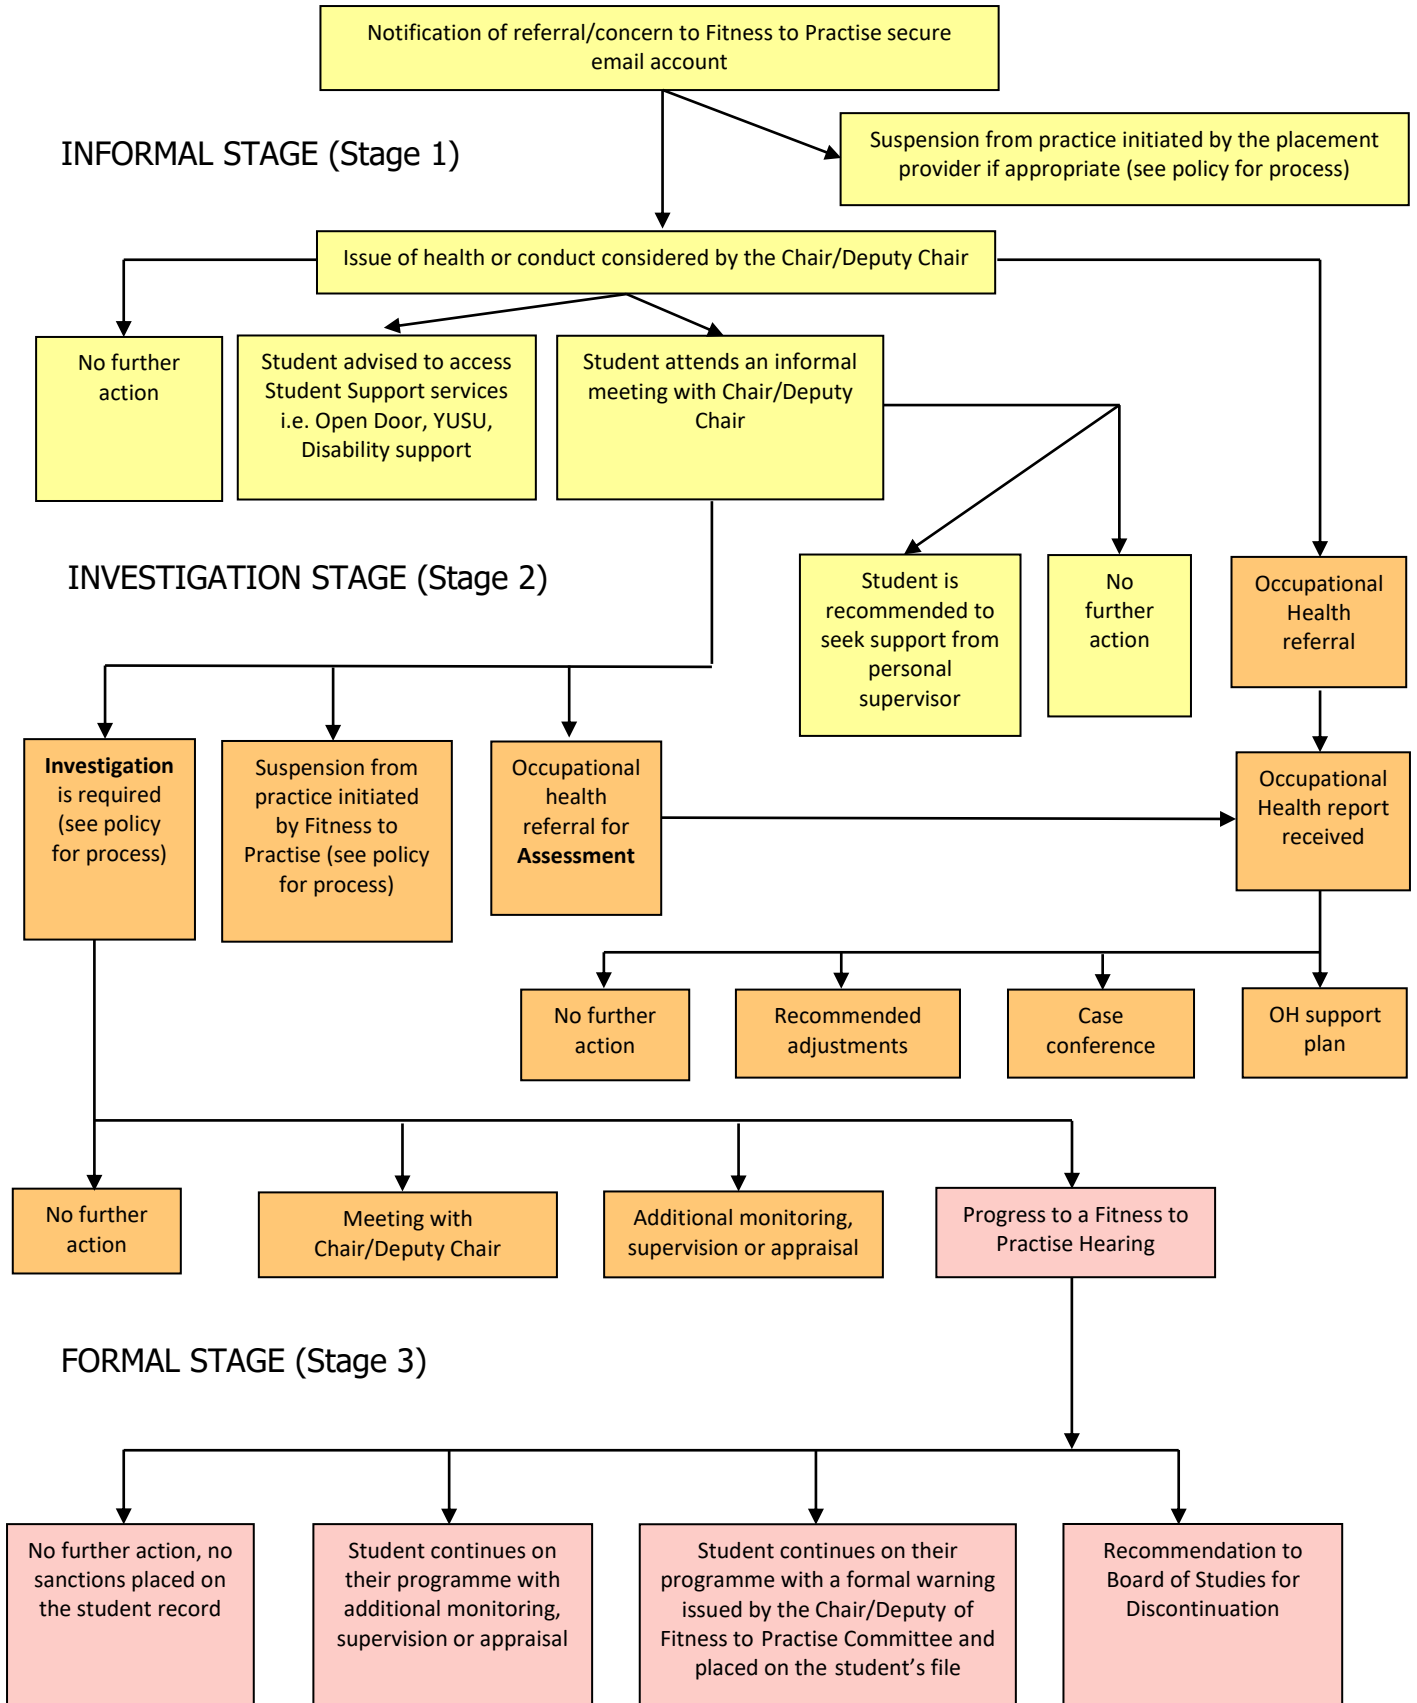 Notification of referral/concern to Fitness to Practise secure
email account
INFORMAL STAGE (Stage 1)
Suspension from practice initiated by the placement
provider if appropriate (see policy for process)
Issue of health or conduct considered by the Chair/Deputy Chair
No further
action
Student advised to access
Student Support services
i.e. Open Door, YUSU,
Disability support
Student attends an informal
meeting with Chair/Deputy
Chair
INVESTIGATION STAGE (Stage 2)
Student is
recommended to
seek support from
personal
supervisor
No
further
action
Occupational
Health
referral
Investigation
is required
(see policy
for process)
Suspension from
practice initiated
by Fitness to
Practise (see policy
for process)
Occupational
health
referral for
Assessment
Occupational
Health report
received
No further
action
Recommended
adjustments
Case
conference
OH support
plan
No further
action
Meeting with
Chair/Deputy Chair
Additional monitoring,
supervision or appraisal
Progress to a Fitness to
Practise Hearing
FORMAL STAGE (Stage 3)
No further action, no
sanctions placed on
the student record
Student continues on
their programme with
additional monitoring,
supervision or appraisal
Student continues on their
programme with a formal warning
issued by the Chair/Deputy of
Fitness to Practise Committee and
placed on the student’s file
Recommendation to
Board of Studies for
Discontinuation